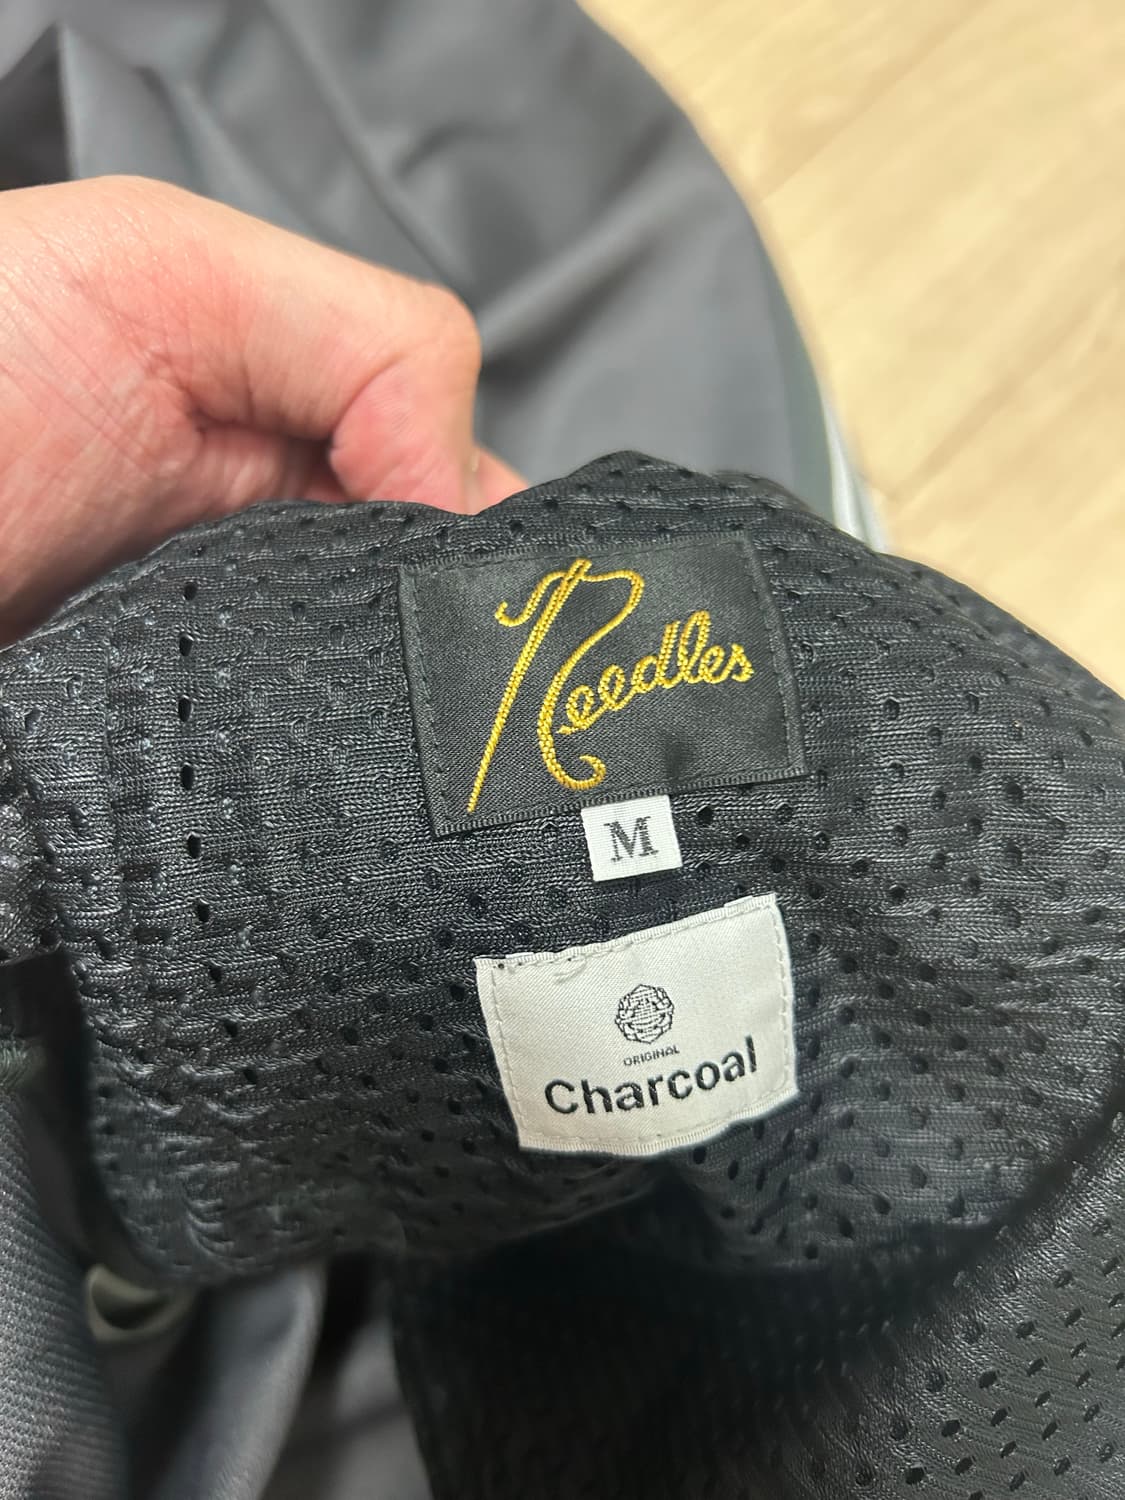 Needles
M
ORIGINAL
Charcoal